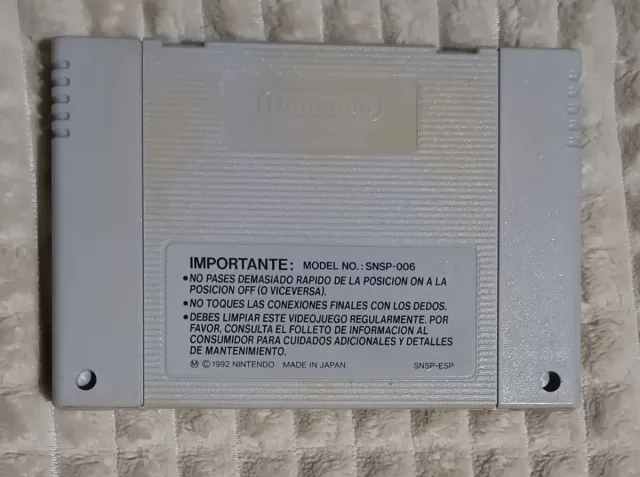 Nintendo
IMPORTANTE: MODEL NO.: SNSP-006
•NO PASES DEMASIADO RAPIDO DE LA POSICION ON A LA
POSICION OFF (O VICEVERSA).
•NO TOQUES LAS CONEXIONES FINALES CON LOS DEDOS.
•DEBES LIMPIAR ESTE VIDEOJUEGO REGULARMENTE. POR
FAVOR, CONSULTA EL FOLLETO DE INFORMACION AL
CONSUMIDOR PARA CUIDADOS ADICIONALES Y DETALLES
DE MANTENIMIENTO.
Ⓜ ©1992 NINTENDO MADE IN JAPAN SNSP-ESP